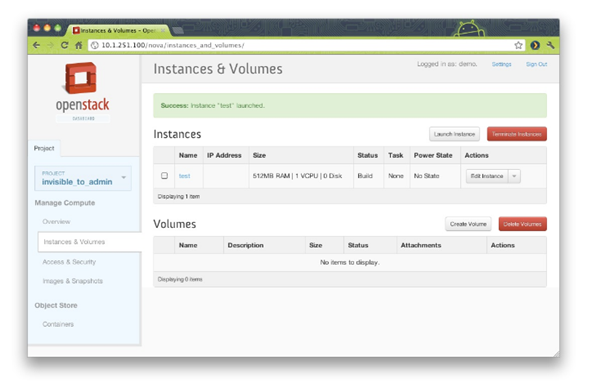 Instances & Volumes - Open
10.1.251.100/nova/instances_and_volumes/
openstack
DASHBOARD
Project
PROJECT
invisible_to_admin
Manage Compute
Overview
Instances & Volumes
Access & Security
Images & Snapshots
Object Store
Containers
Instances & Volumes
Logged in as: demo. Settings Sign Out
Success: Instance "test" launched.
Instances
Launch Instance Terminate Instances
Name IP Address Size Status Task Power State Actions
test 512MB RAM | 1 VCPU | 0 Disk Build None No State Edit Instance
Displaying 1 item
Volumes
Create Volume Delete Volumes
Name Description Size Status Attachments Actions
No items to display.
Displaying 0 items